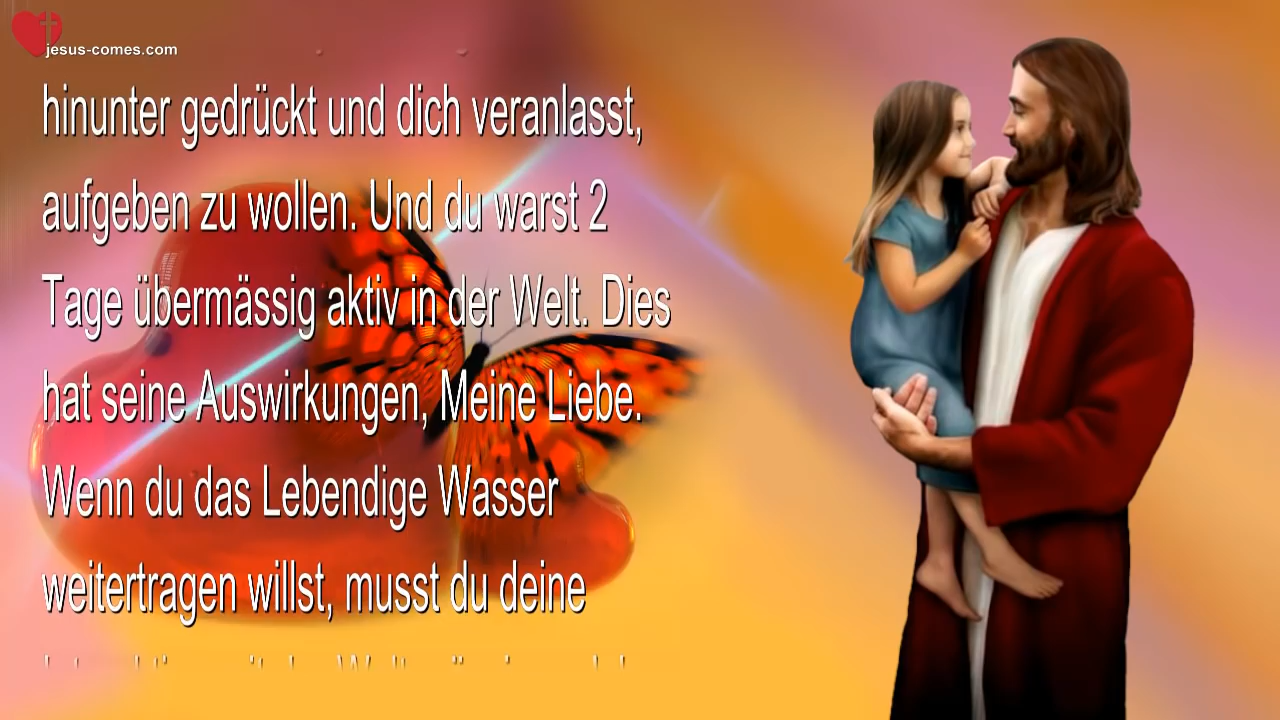 jesus-comes.com
hinunter gedrückt und dich veranlasst,
aufgeben zu wollen. Und du warst 2
Tage übermässig aktiv in der Welt. Dies
hat seine Auswirkungen, Meine Liebe.
Wenn du das Lebendige Wasser
weitertragen willst, musst du deine